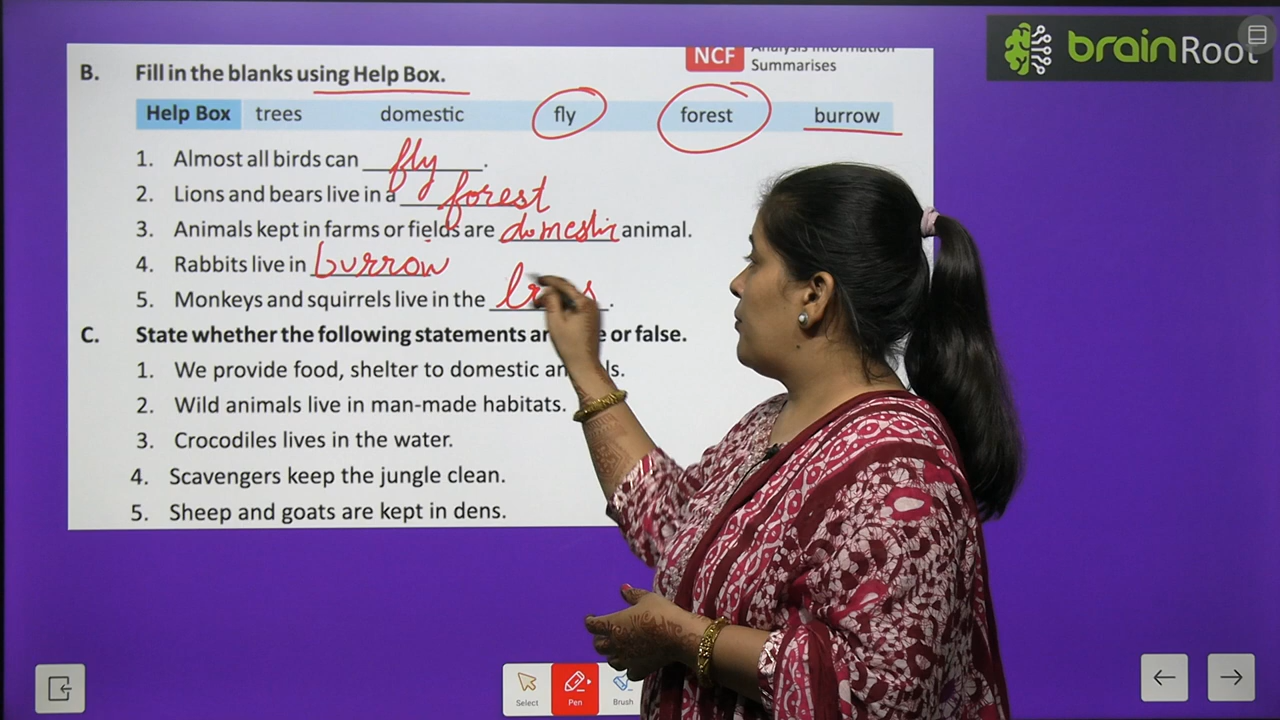 brainRoot
NCF Analysis Information
Summarises
B. Fill in the blanks using Help Box.
Help Box trees domestic fly forest burrow
1. Almost all birds can fly.
2. Lions and bears live in a forest
3. Animals kept in farms or fields are domestic animal.
4. Rabbits live in burrow
5. Monkeys and squirrels live in the .
C. State whether the following statements or false.
1. We provide food, shelter to domestic
2. Wild animals live in man-made habitats.
3. Crocodiles lives in the water.
4. Scavengers keep the jungle clean.
5. Sheep and goats are kept in dens.
Select Pen Brush